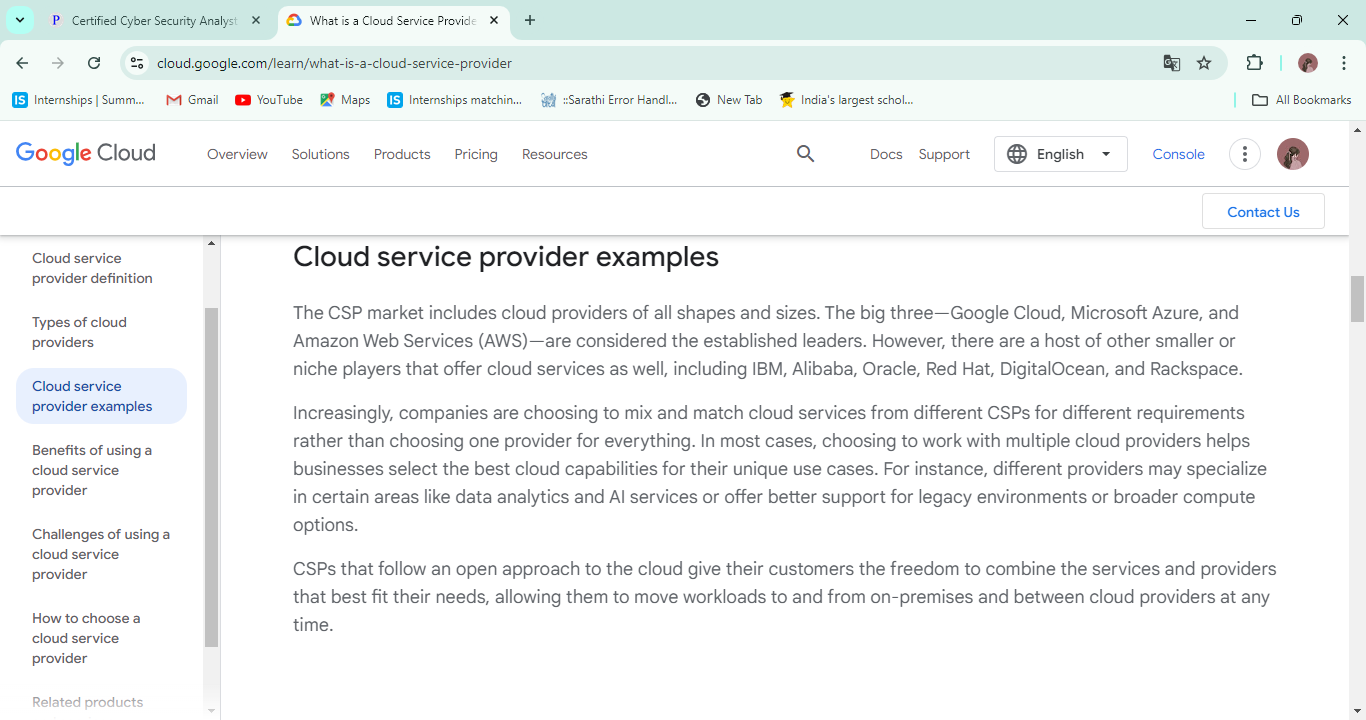 P Certified Cyber Security Analyst
What is a Cloud Service Provide
cloud.google.com/learn/what-is-a-cloud-service-provider
IS Internships | Summ...
Gmail
YouTube
Maps
IS Internships matchin...
::Sarathi Error Handl...
New Tab
India's largest schol...
All Bookmarks
Google Cloud
Overview
Solutions
Products
Pricing
Resources
Docs
Support
English
Console
Contact Us
Cloud service
provider definition
Types of cloud
providers
Cloud service
provider examples
Benefits of using a
cloud service
provider
Challenges of using a
cloud service
provider
How to choose a
cloud service
provider
Related products
Cloud service provider examples
The CSP market includes cloud providers of all shapes and sizes. The big three—Google Cloud, Microsoft Azure, and
Amazon Web Services (AWS)—are considered the established leaders. However, there are a host of other smaller or
niche players that offer cloud services as well, including IBM, Alibaba, Oracle, Red Hat, DigitalOcean, and Rackspace.
Increasingly, companies are choosing to mix and match cloud services from different CSPs for different requirements
rather than choosing one provider for everything. In most cases, choosing to work with multiple cloud providers helps
businesses select the best cloud capabilities for their unique use cases. For instance, different providers may specialize
in certain areas like data analytics and AI services or offer better support for legacy environments or broader compute
options.
CSPs that follow an open approach to the cloud give their customers the freedom to combine the services and providers
that best fit their needs, allowing them to move workloads to and from on-premises and between cloud providers at any
time.